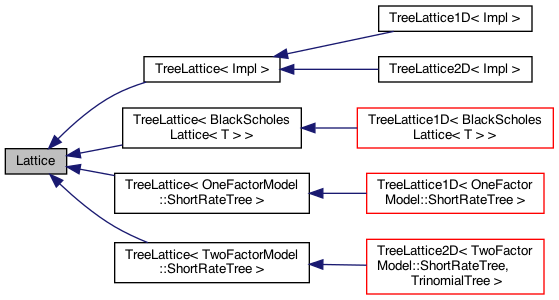 TreeLattice1D< Impl >
TreeLattice< Impl >
TreeLattice2D< Impl >
TreeLattice< BlackScholes
Lattice< T > >
TreeLattice1D< BlackScholes
Lattice< T > >
Lattice
TreeLattice< OneFactorModel
::ShortRateTree >
TreeLattice1D< OneFactor
Model::ShortRateTree >
TreeLattice< TwoFactorModel
::ShortRateTree >
TreeLattice2D< TwoFactor
Model::ShortRateTree,
TrinomialTree >